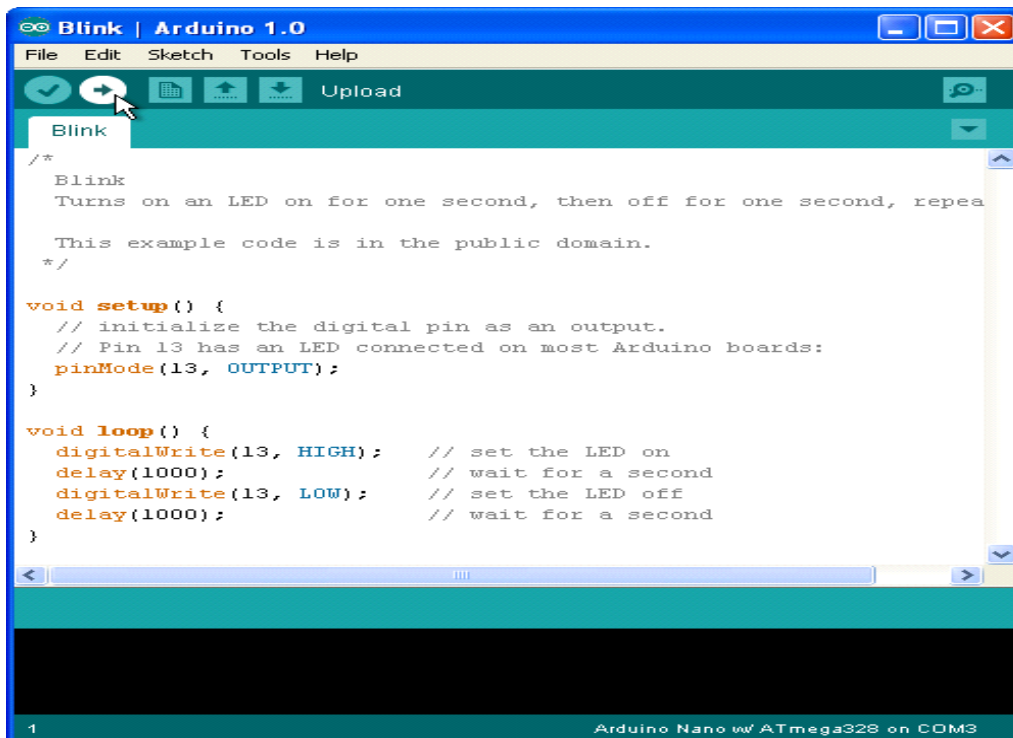 Blink | Arduino 1.0
File Edit Sketch Tools Help
Upload
Blink
/*
  Blink
  Turns on an LED on for one second, then off for one second, repea
  This example code is in the public domain.
 */
void setup() {
  // initialize the digital pin as an output.
  // Pin 13 has an LED connected on most Arduino boards:
  pinMode(13, OUTPUT);
}
void loop() {
  digitalWrite(13, HIGH);   // set the LED on
  delay(1000);              // wait for a second
  digitalWrite(13, LOW);    // set the LED off
  delay(1000);              // wait for a second
}
1 Arduino Nano w/ ATmega328 on COM3